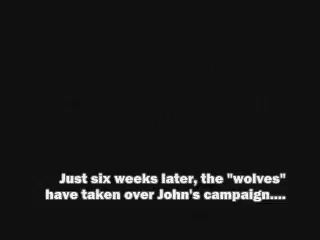 Just six weeks later, the "wolves"
have taken over John's campaign....